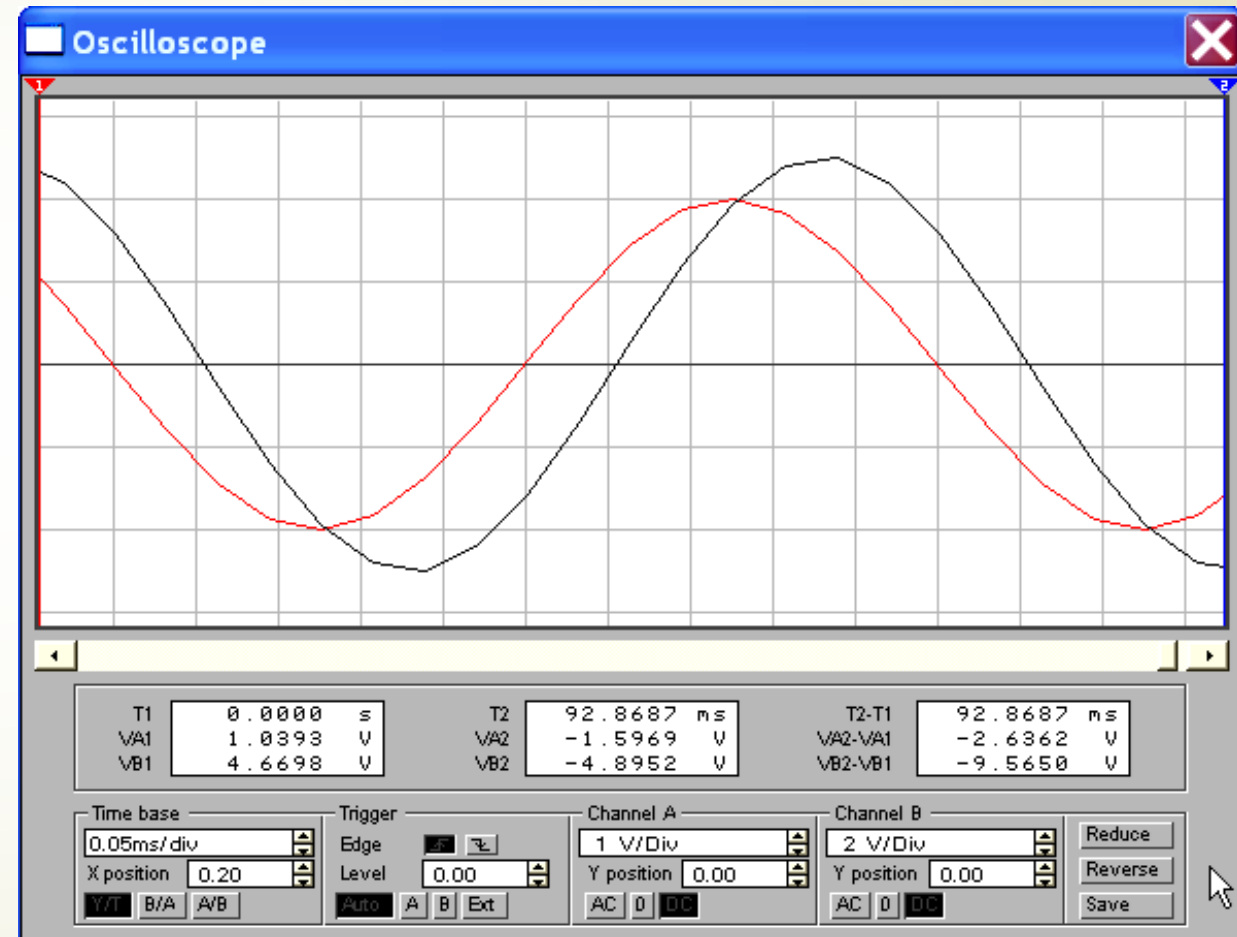 Oscilloscope
1 2
T1 0.0000 s T2 92.8687 ms T2-T1 92.8687 ms
VA1 1.0393 V VA2 -1.5969 V VA2-VA1 -2.6362 V
VB1 4.6698 V VB2 -4.8952 V VB2-VB1 -9.5650 V
Time base Trigger Channel A Channel B
0.05ms/div Edge 1 V/Div 2 V/Div Reduce
X position 0.20 Level 0.00 Y position 0.00 Y position 0.00 Reverse
Y/T B/A A/B Auto A B Ext AC 0 DC AC 0 DC Save